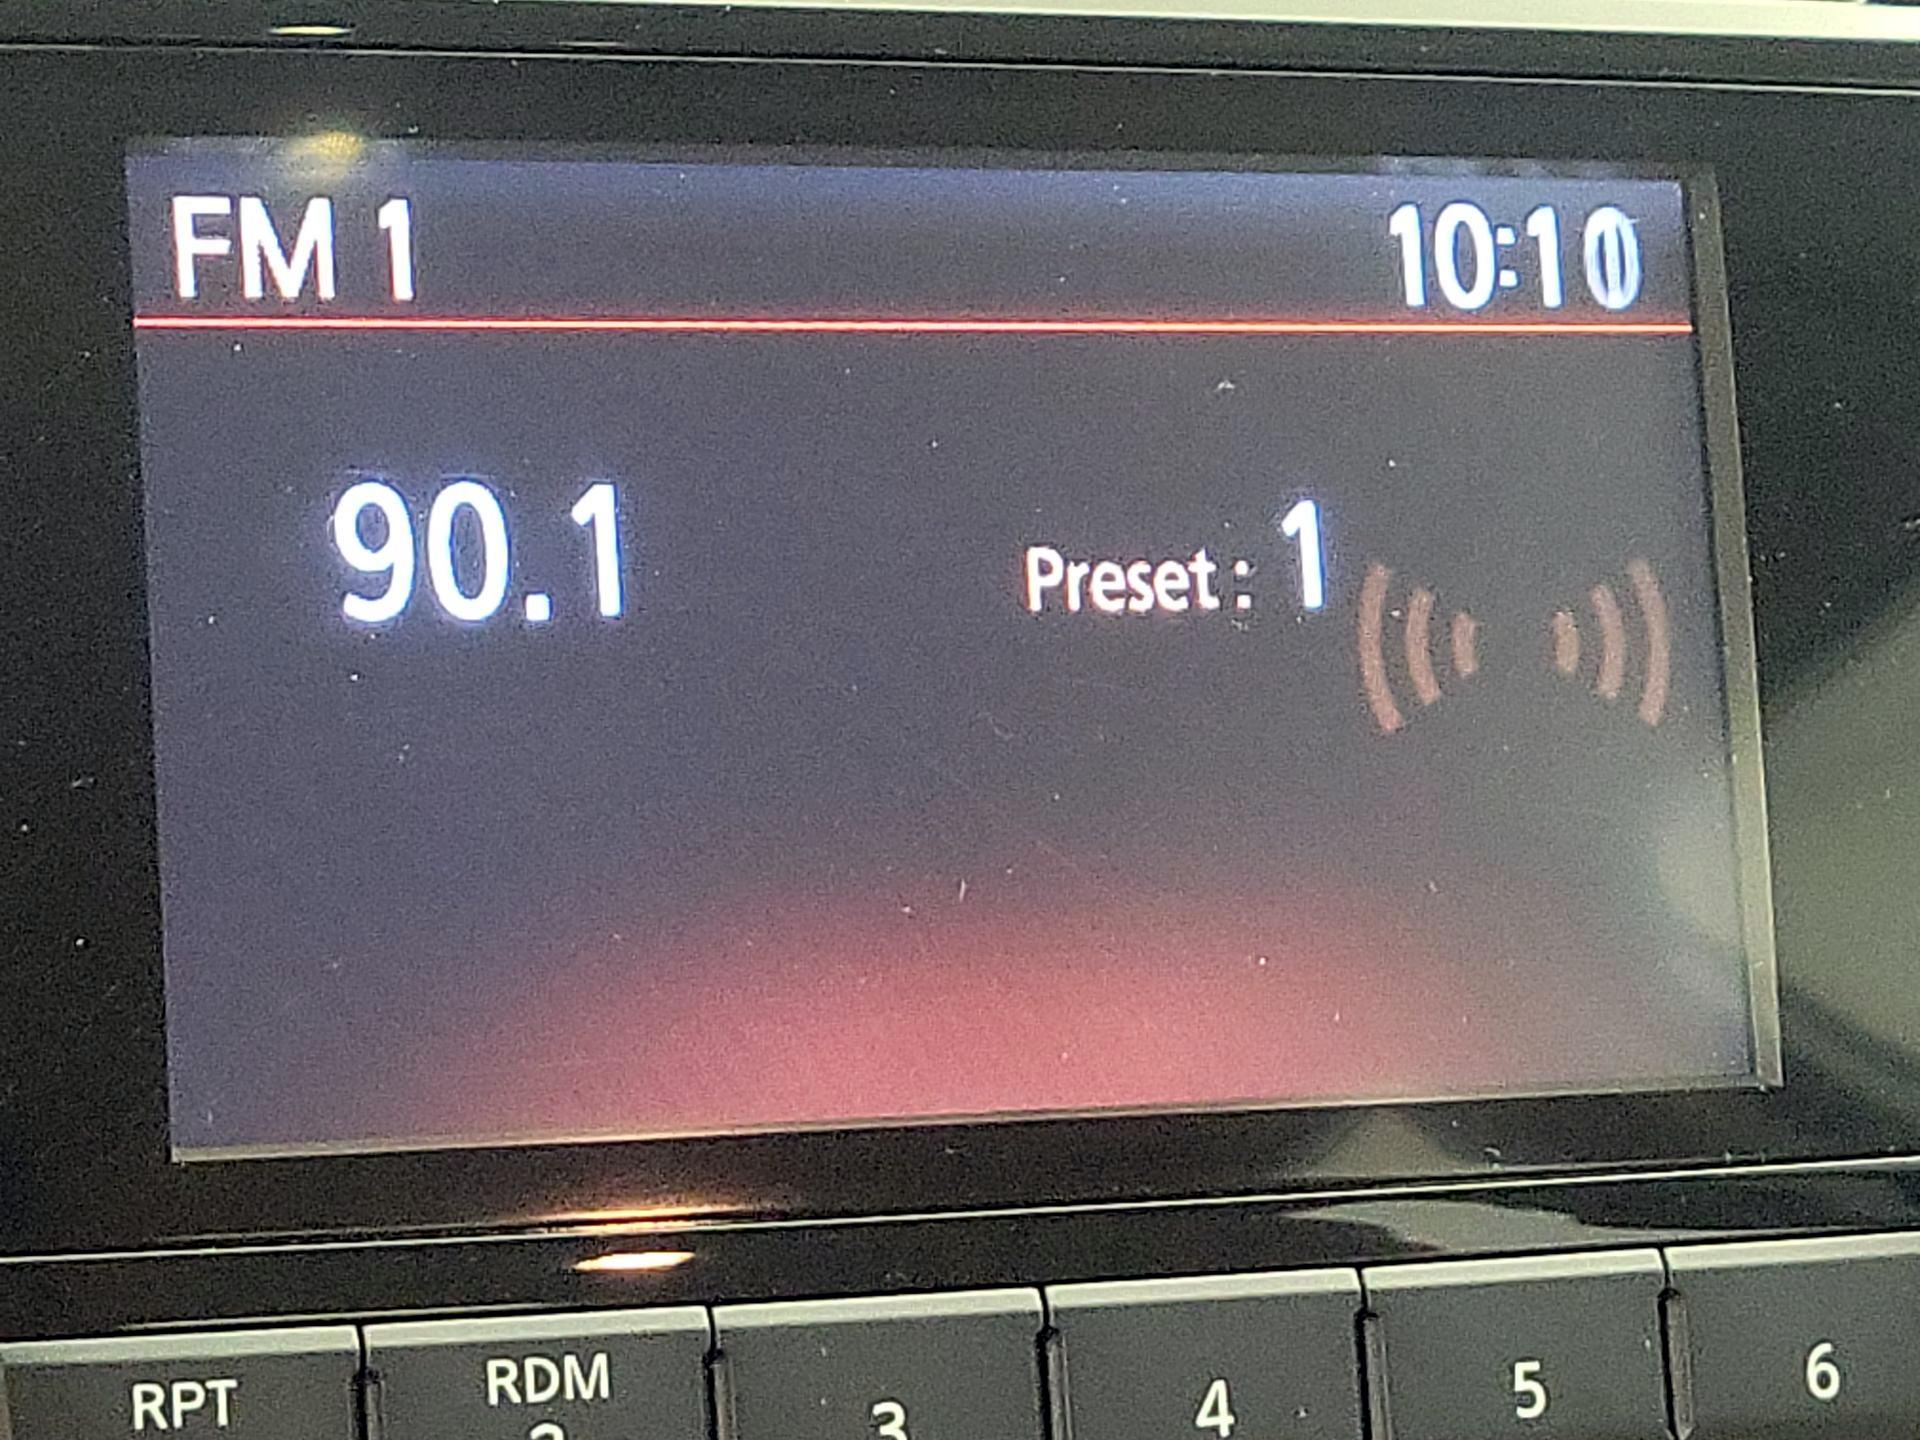 FM 1 10:10
90.1 Preset : 1
RPT RDM
3 4 5 6